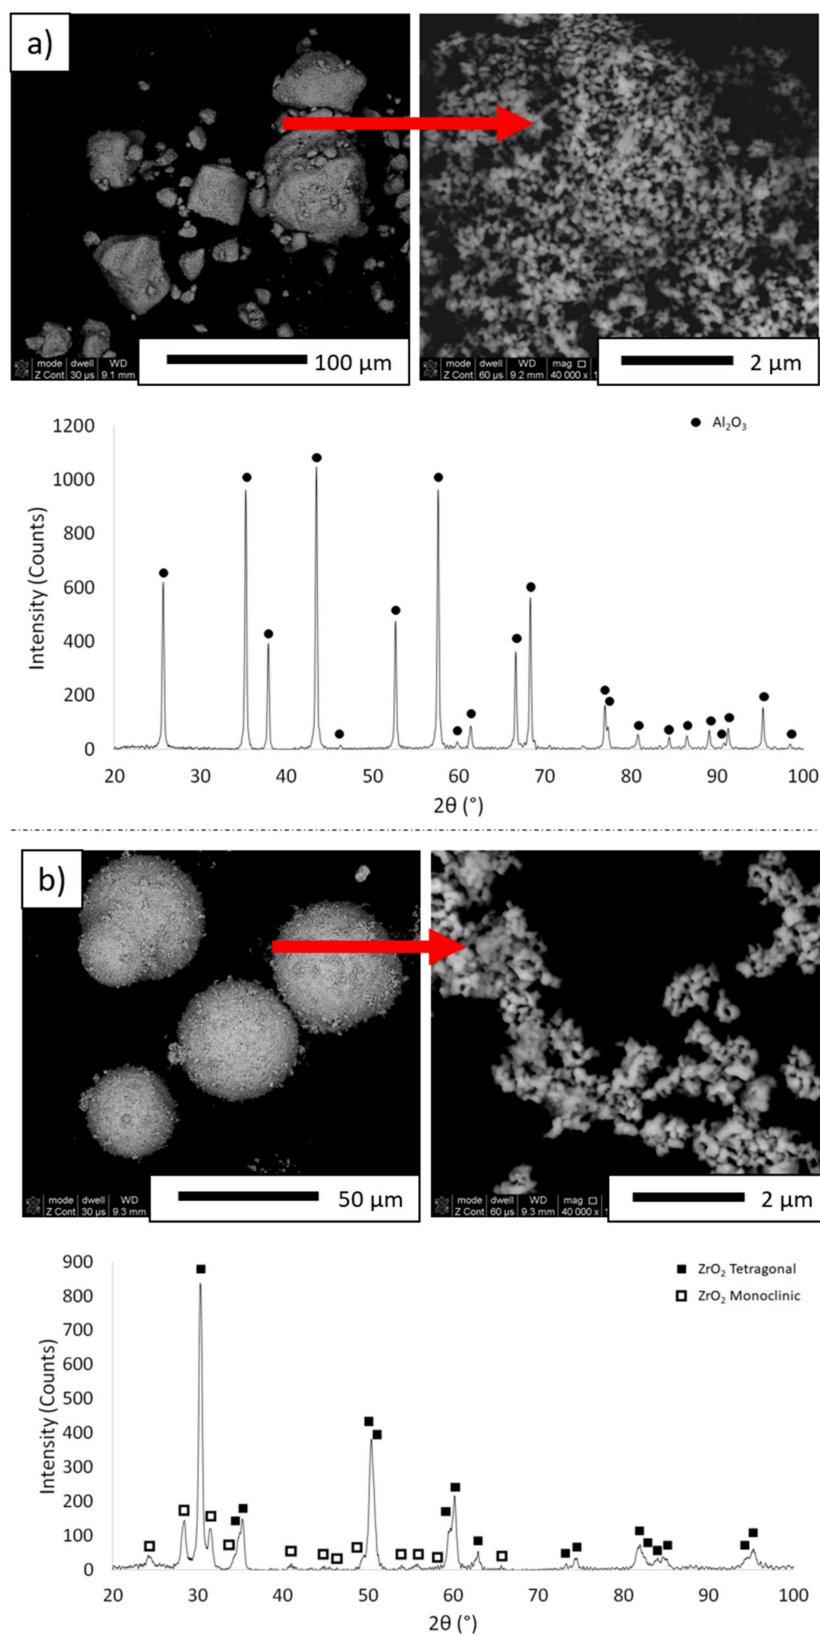 a)
mode dwell WD
Z Cont 30 µs 9.1 mm
100 µm
mode dwell WD mag
Z Cont 60 µs 9.2 mm 40 000 x
2 µm
Al₂O₃
Intensity (Counts)
1200
1000
800
600
400
200
0
20 30 40 50 60 70 80 90 100
2θ (°)
b)
mode dwell WD
Z Cont 30 µs 9.3 mm
50 µm
mode dwell WD mag
Z Cont 60 µs 9.3 mm 40 000 x
2 µm
ZrO₂ Tetragonal
ZrO₂ Monoclinic
Intensity (Counts)
900
800
700
600
500
400
300
200
100
0
20 30 40 50 60 70 80 90 100
2θ (°)